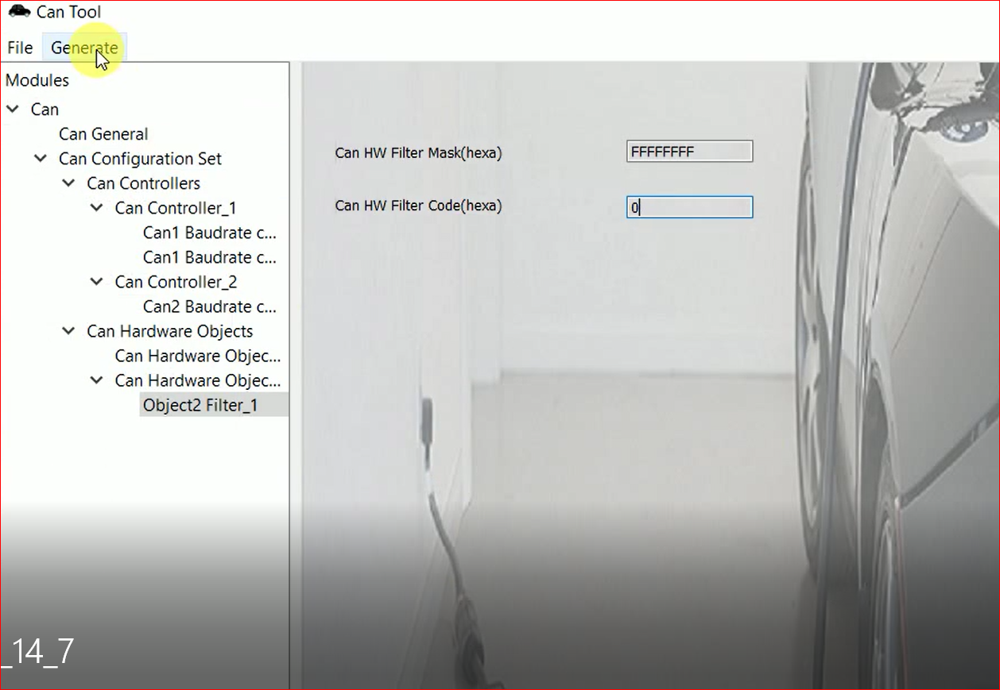 Can Tool
File Generate
Modules
Can
Can General
Can Configuration Set
Can Controllers
Can Controller_1
Can1 Baudrate c...
Can1 Baudrate c...
Can Controller_2
Can2 Baudrate c...
Can Hardware Objects
Can Hardware Objec...
Can Hardware Objec...
Object2 Filter_1
Can HW Filter Mask(hexa) FFFFFFFF
Can HW Filter Code(hexa) 0
_14_7